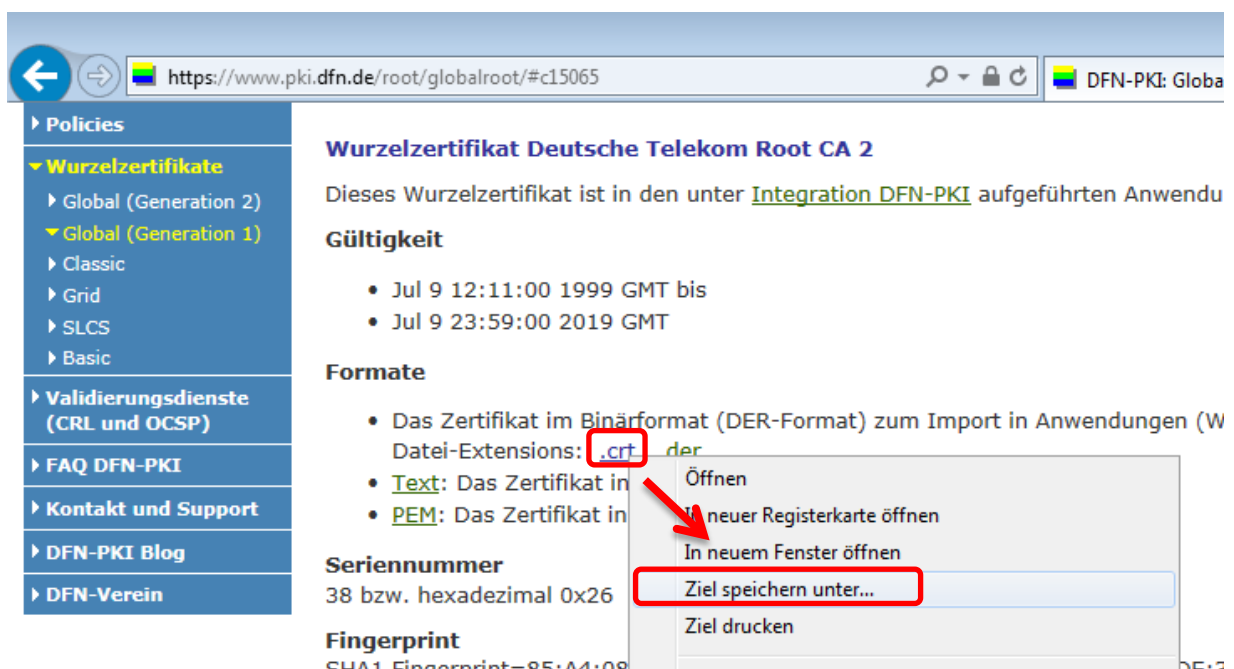 https://www.pki.dfn.de/root/globalroot/#c15065
DFN-PKI: Globa
Policies
Wurzelzertifikate
Global (Generation 2)
Global (Generation 1)
Classic
Grid
SLCS
Basic
Validierungsdienste
(CRL und OCSP)
FAQ DFN-PKI
Kontakt und Support
DFN-PKI Blog
DFN-Verein
Wurzelzertifikat Deutsche Telekom Root CA 2
Dieses Wurzelzertifikat ist in den unter Integration DFN-PKI aufgeführten Anwendu
Gültigkeit
• Jul 9 12:11:00 1999 GMT bis
• Jul 9 23:59:00 2019 GMT
Formate
• Das Zertifikat im Binärformat (DER-Format) zum Import in Anwendungen (W
Datei-Extensions: .crt .der
• Text: Das Zertifikat in
• PEM: Das Zertifikat in
Seriennummer
38 bzw. hexadezimal 0x26
Fingerprint
SHA1 Fingerprint=85:A4:08
Öffnen
In neuer Registerkarte öffnen
In neuem Fenster öffnen
Ziel speichern unter...
Ziel drucken